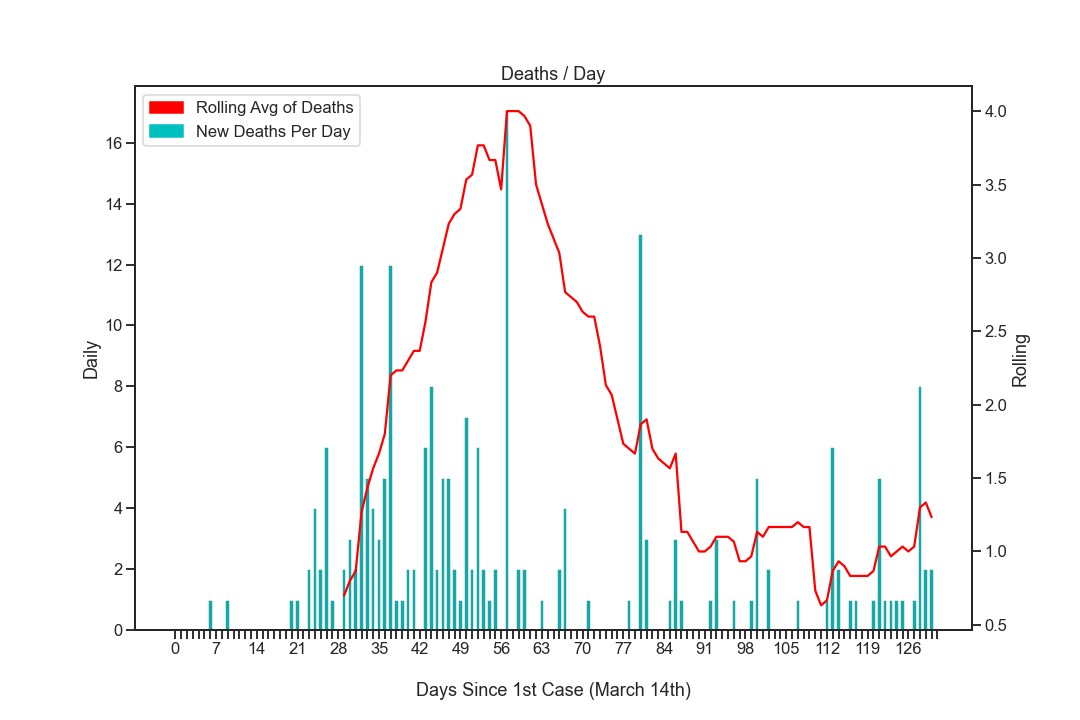 Deaths / Day
Rolling Avg of Deaths
New Deaths Per Day
Daily
16
14
12
10
8
6
4
2
0
4.0
3.5
3.0
2.5
2.0
1.5
1.0
0.5
Rolling
0 7 14 21 28 35 42 49 56 63 70 77 84 91 98 105 112 119 126
Days Since 1st Case (March 14th)